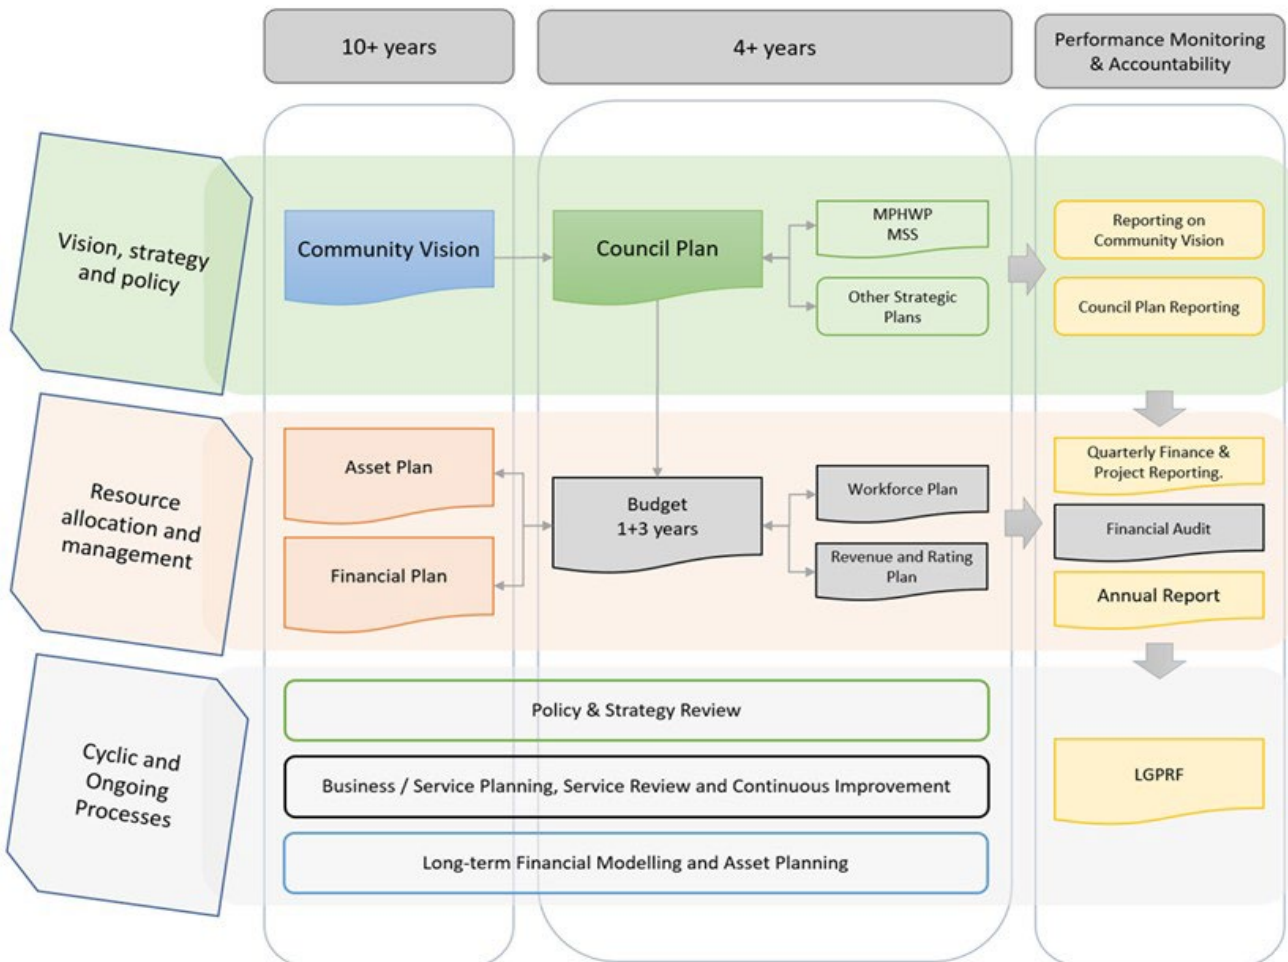 10+ years
4+ years
Performance Monitoring
& Accountability
Vision, strategy
and policy
Community Vision
Council Plan
MPHWP
MSS
Other Strategic
Plans
Reporting on
Community Vision
Council Plan Reporting
Resource
allocation and
management
Asset Plan
Financial Plan
Budget
1+3 years
Workforce Plan
Revenue and Rating
Plan
Quarterly Finance &
Project Reporting.
Financial Audit
Annual Report
Cyclic and
Ongoing
Processes
Policy & Strategy Review
Business / Service Planning, Service Review and Continuous Improvement
Long-term Financial Modelling and Asset Planning
LGPRF